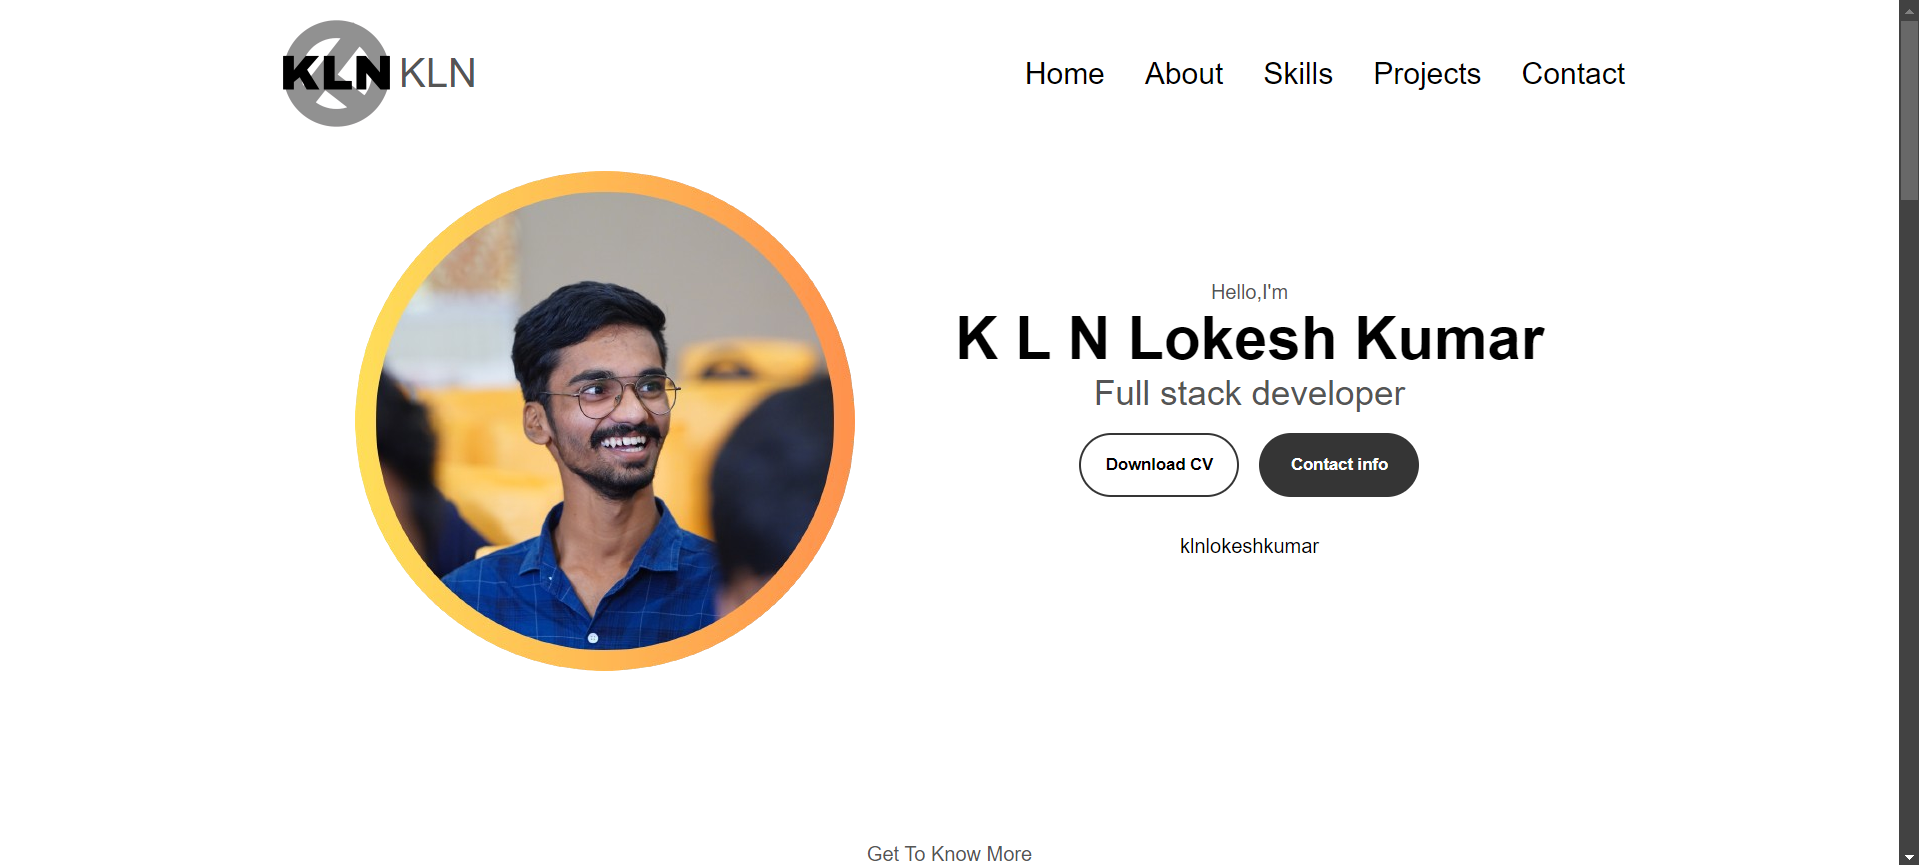 KLN KLN
Home About Skills Projects Contact
Hello,I'm
K L N Lokesh Kumar
Full stack developer
Download CV Contact info
klnlokeshkumar
Get To Know More